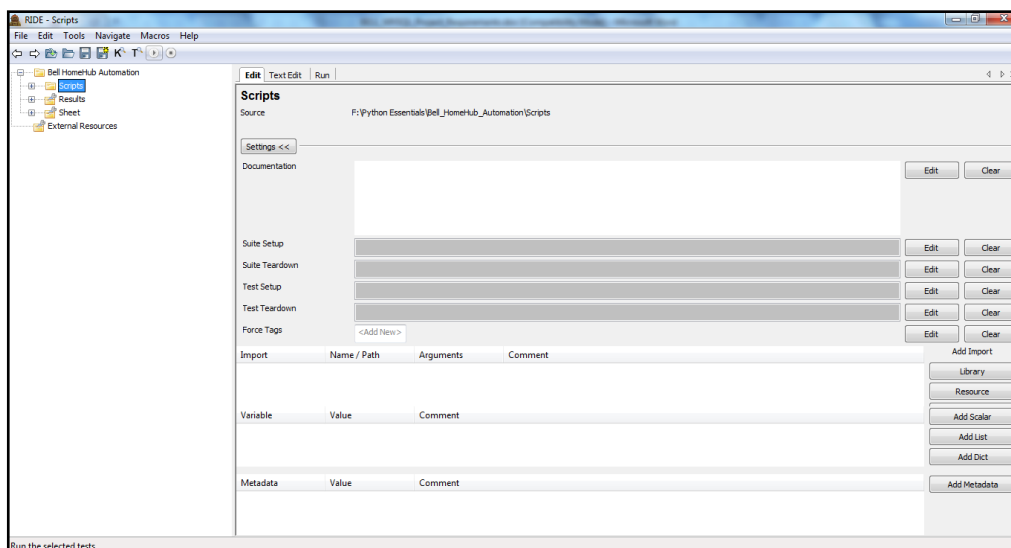 RIDE - Scripts
File Edit Tools Navigate Macros Help
Bell HomeHub Automation
Scripts
Results
Sheet
External Resources
Edit Text Edit Run
Scripts
Source F:\Python Essentials\Bell_HomeHub_Automation\Scripts
Settings <<
Documentation Edit Clear
Suite Setup Edit Clear
Suite Teardown Edit Clear
Test Setup Edit Clear
Test Teardown Edit Clear
Force Tags <Add New> Edit Clear
Import Name / Path Arguments Comment Add Import
Library
Resource
Variable Value Comment Add Scalar
Add List
Add Dict
Metadata Value Comment Add Metadata
Run the selected tests